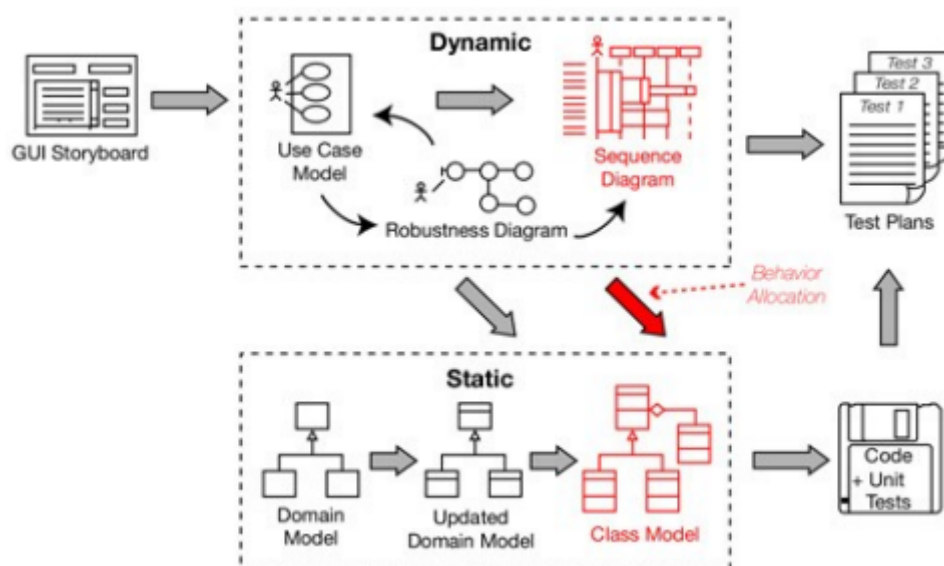 Dynamic
GUI Storyboard
Use Case
Model
Sequence
Diagram
Robustness Diagram
Test 3
Test 2
Test 1
Test Plans
Behavior
Allocation
Static
Domain
Model
Updated
Domain Model
Class Model
Code
+ Unit
Tests